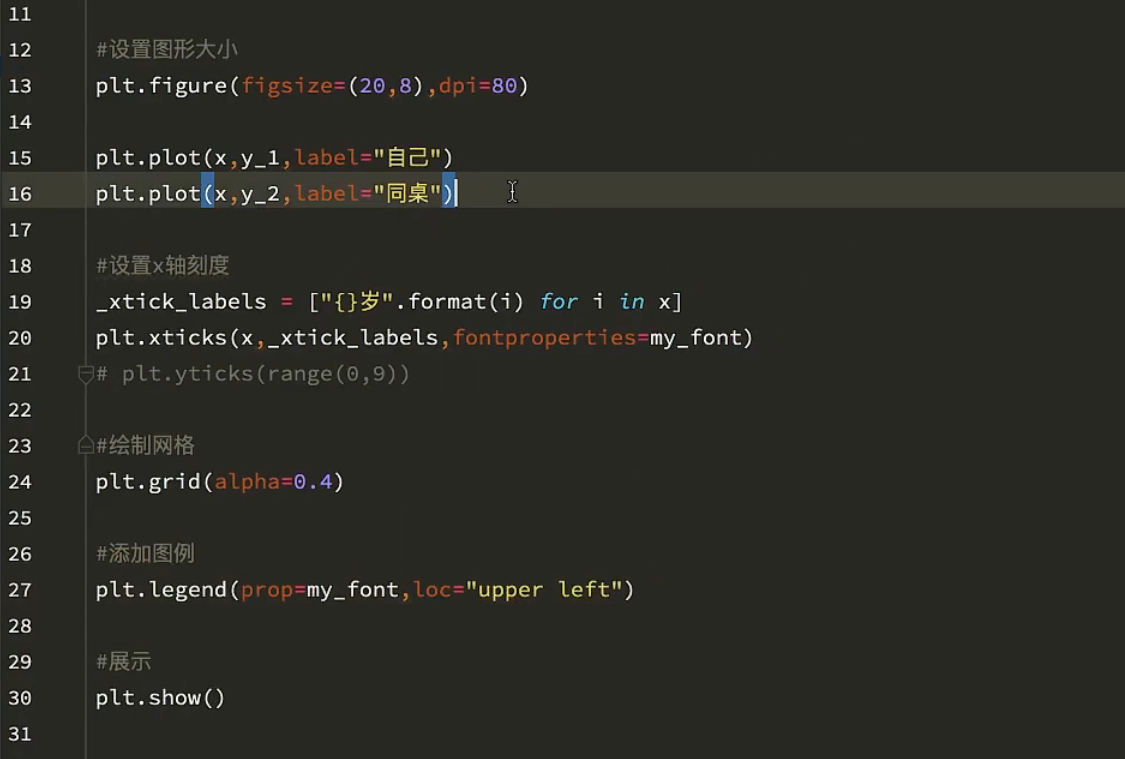 11
12 #设置图形大小
13 plt.figure(figsize=(20,8),dpi=80)
14
15 plt.plot(x,y_1,label="自己")
16 plt.plot(x,y_2,label="同桌")
17
18 #设置x轴刻度
19 _xtick_labels = ["{}岁".format(i) for i in x]
20 plt.xticks(x,_xtick_labels,fontproperties=my_font)
21 # plt.yticks(range(0,9))
22
23 #绘制网格
24 plt.grid(alpha=0.4)
25
26 #添加图例
27 plt.legend(prop=my_font,loc="upper left")
28
29 #展示
30 plt.show()
31